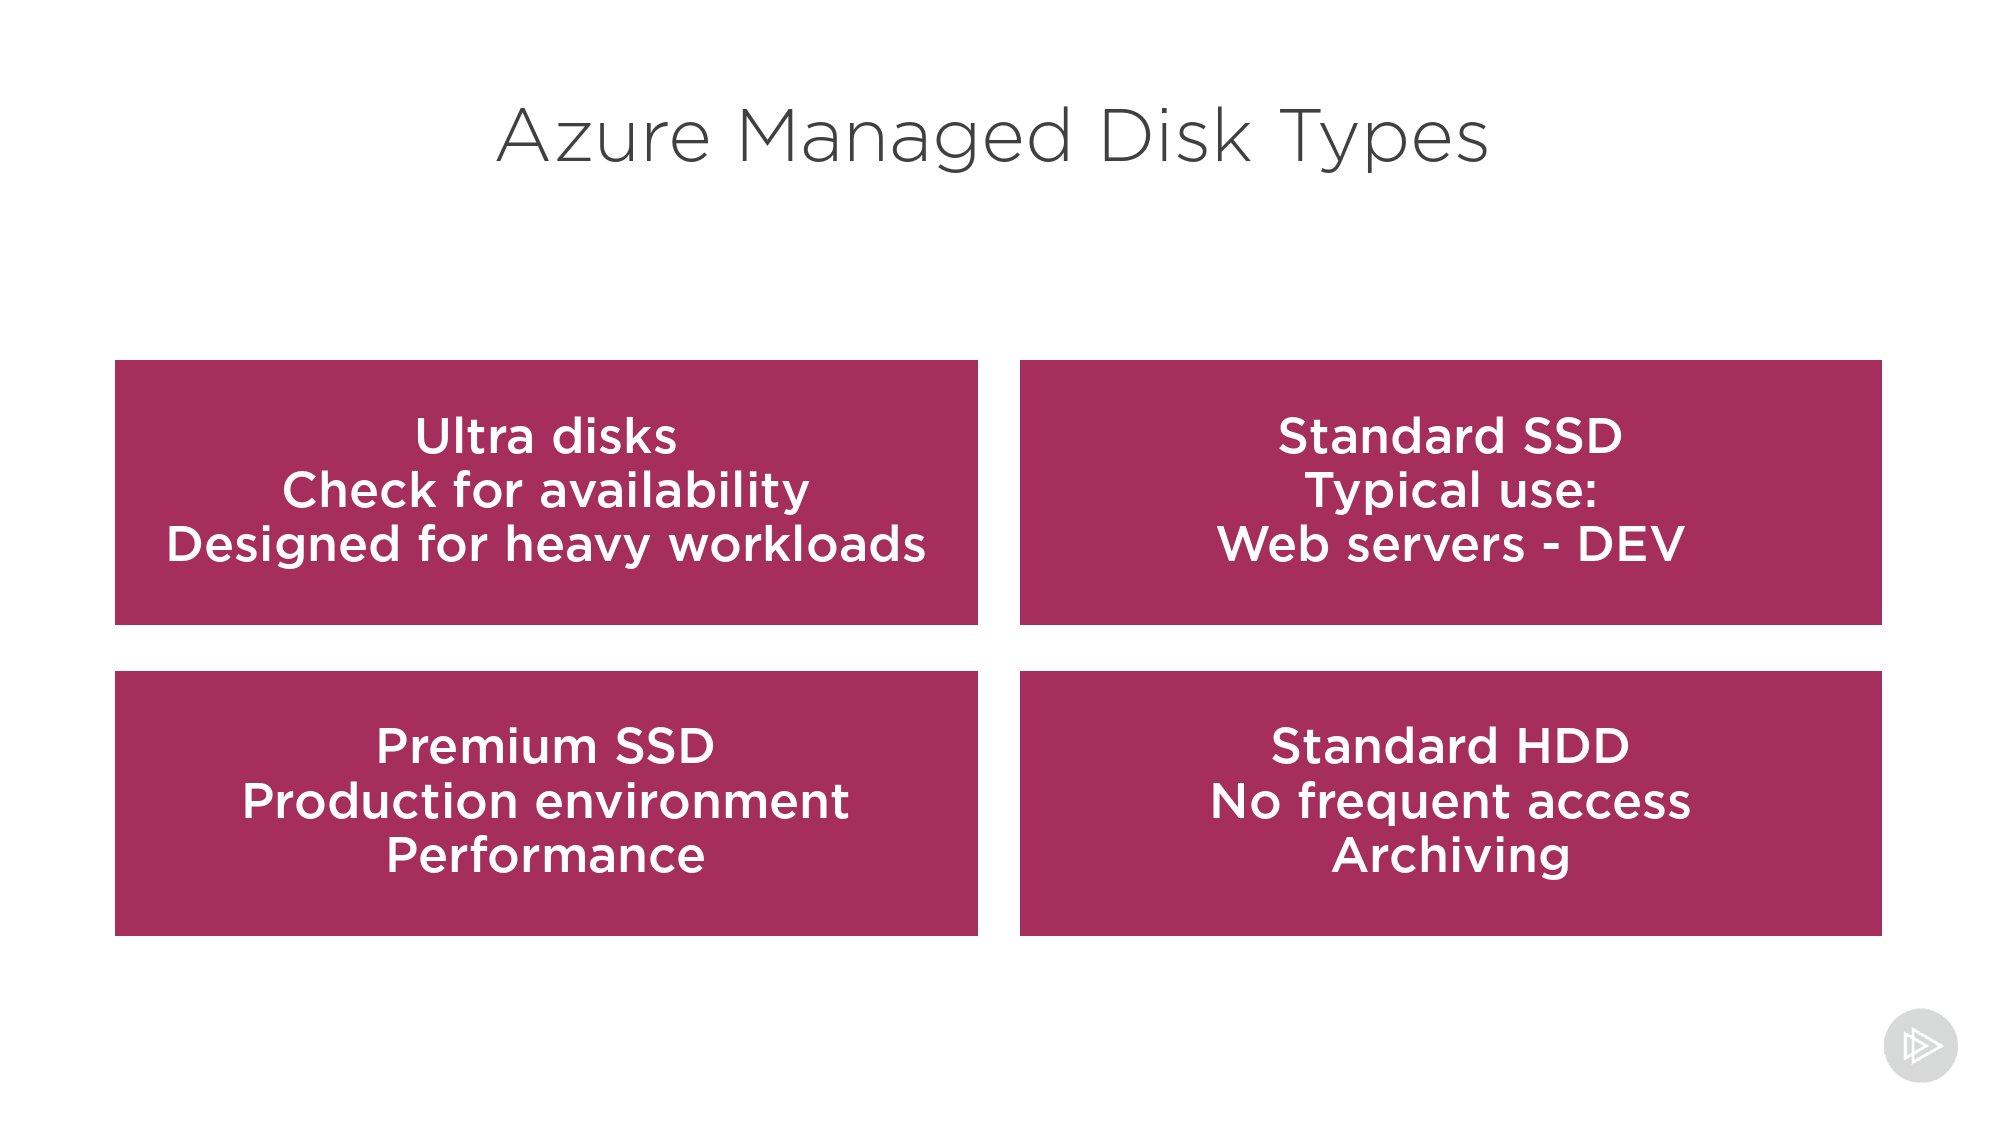 Azure Managed Disk Types
Ultra disks
Check for availability
Designed for heavy workloads
Standard SSD
Typical use:
Web servers - DEV
Premium SSD
Production environment
Performance
Standard HDD
No frequent access
Archiving